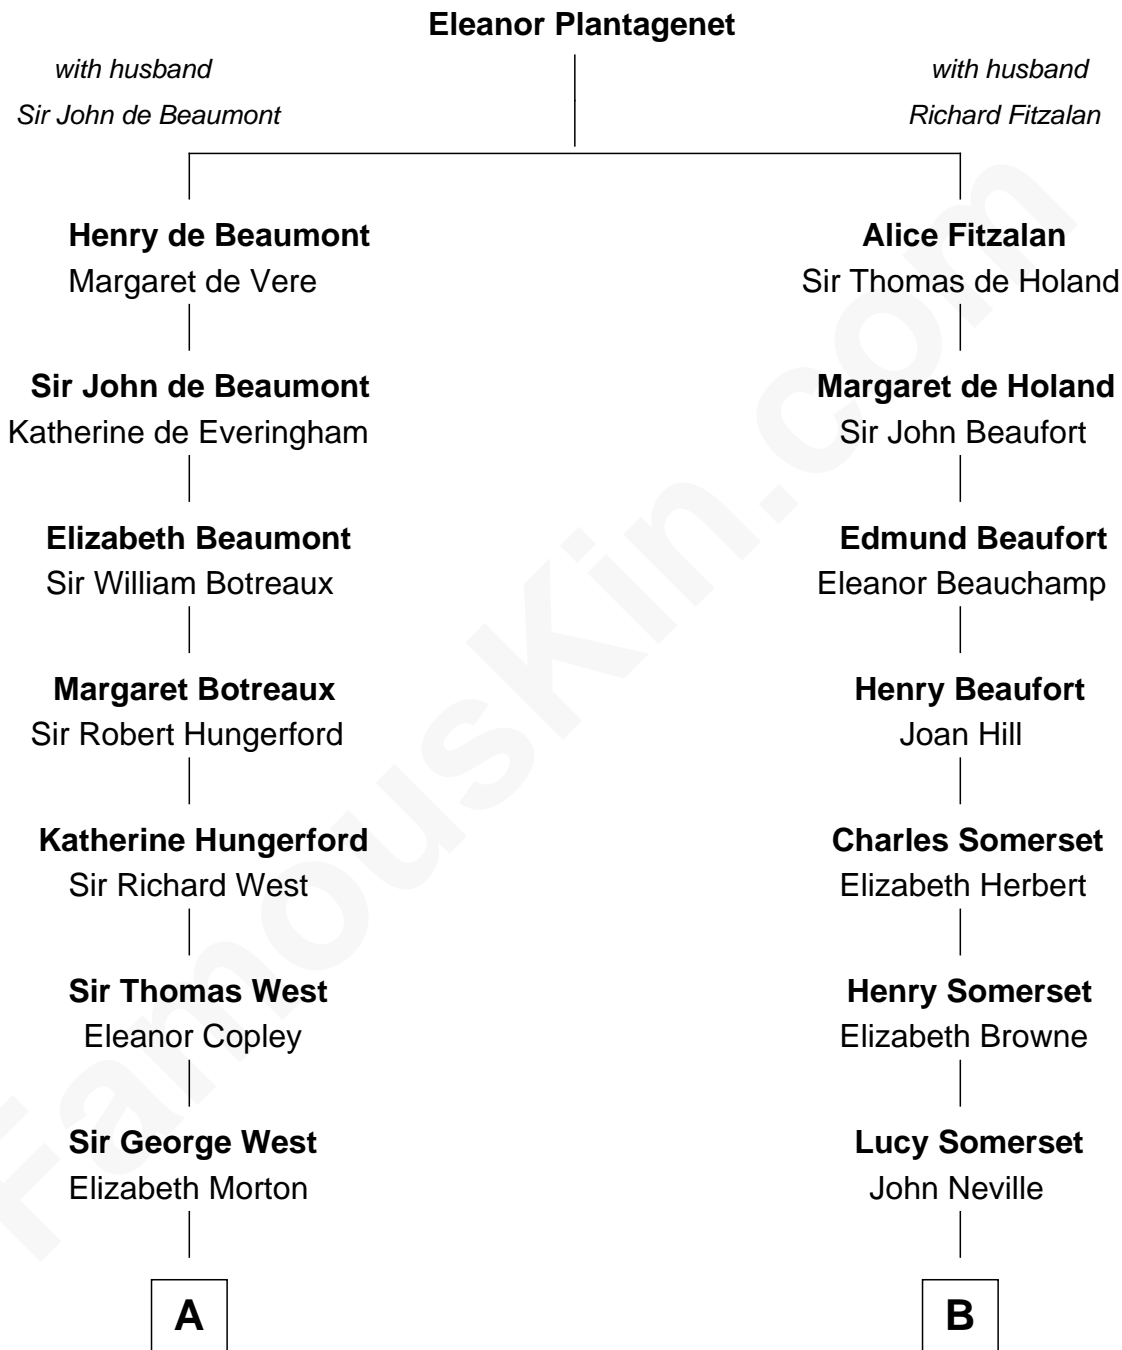 Eleanor Plantagenet
with husband
Sir John de Beaumont
with husband
Richard Fitzalan
Henry de Beaumont
Margaret de Vere
Alice Fitzalan
Sir Thomas de Holand
Sir John de Beaumont
Katherine de Everingham
Margaret de Holand
Sir John Beaufort
Elizabeth Beaumont
Sir William Botreaux
Edmund Beaufort
Eleanor Beauchamp
Margaret Botreaux
Sir Robert Hungerford
Henry Beaufort
Joan Hill
Katherine Hungerford
Sir Richard West
Charles Somerset
Elizabeth Herbert
Sir Thomas West
Eleanor Copley
Henry Somerset
Elizabeth Browne
Sir George West
Elizabeth Morton
Lucy Somerset
John Neville
A
B
FamousKin.com